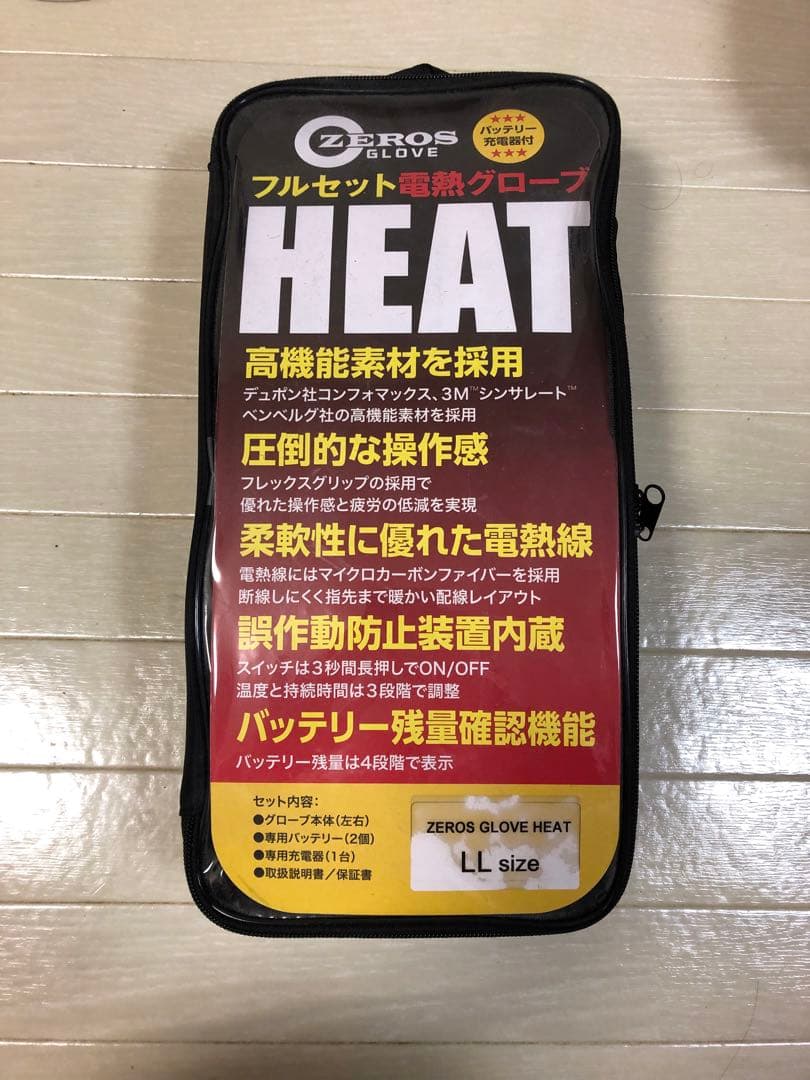 ZEROS
GLOVE
★★★
バッテリー
充電器付
★★★
フルセット電熱グローブ
HEAT
高機能素材を採用
デュポン社コンフォマックス、3M™シンサレート™
ベンベルグ社の高機能素材を採用
圧倒的な操作感
フレックスグリップの採用で
優れた操作感と疲労の低減を実現
柔軟性に優れた電熱線
電熱線にはマイクロカーボンファイバーを採用
断線しにくく指先まで暖かい配線レイアウト
誤作動防止装置内蔵
スイッチは3秒間長押しでON/OFF
温度と持続時間は3段階で調整
バッテリー残量確認機能
バッテリー残量は4段階で表示
セット内容：
●グローブ本体（左右）
●専用バッテリー（2個）
●専用充電器（1台）
●取扱説明書／保証書
ZEROS GLOVE HEAT
LL size